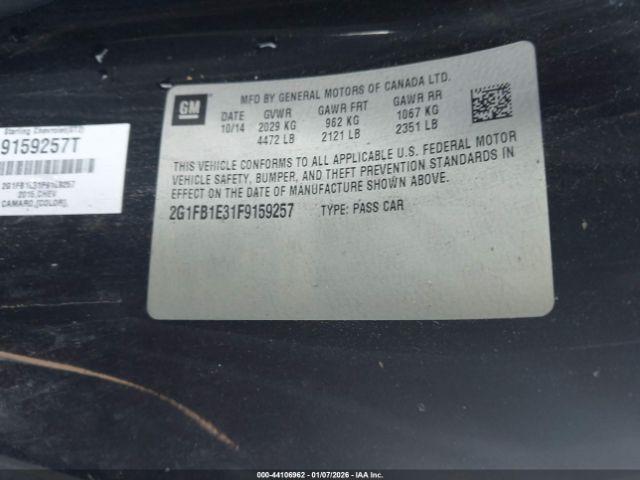 GM
MFD BY GENERAL MOTORS OF CANADA LTD.
DATE GVWR GAWR FRT GAWR RR
10/14 2029 KG 962 KG 1067 KG
4472 LB 2121 LB 2351 LB
THIS VEHICLE CONFORMS TO ALL APPLICABLE U.S. FEDERAL MOTOR
VEHICLE SAFETY, BUMPER, AND THEFT PREVENTION STANDARDS IN
EFFECT ON THE DATE OF MANUFACTURE SHOWN ABOVE.
2G1FB1E31F9159257 TYPE: PASS CAR
Sterling Chevrolet
9159257T
2015, CHEV
CAMARO, [COLOR],
000-44106962 | 01/07/2026 - IAA Inc.